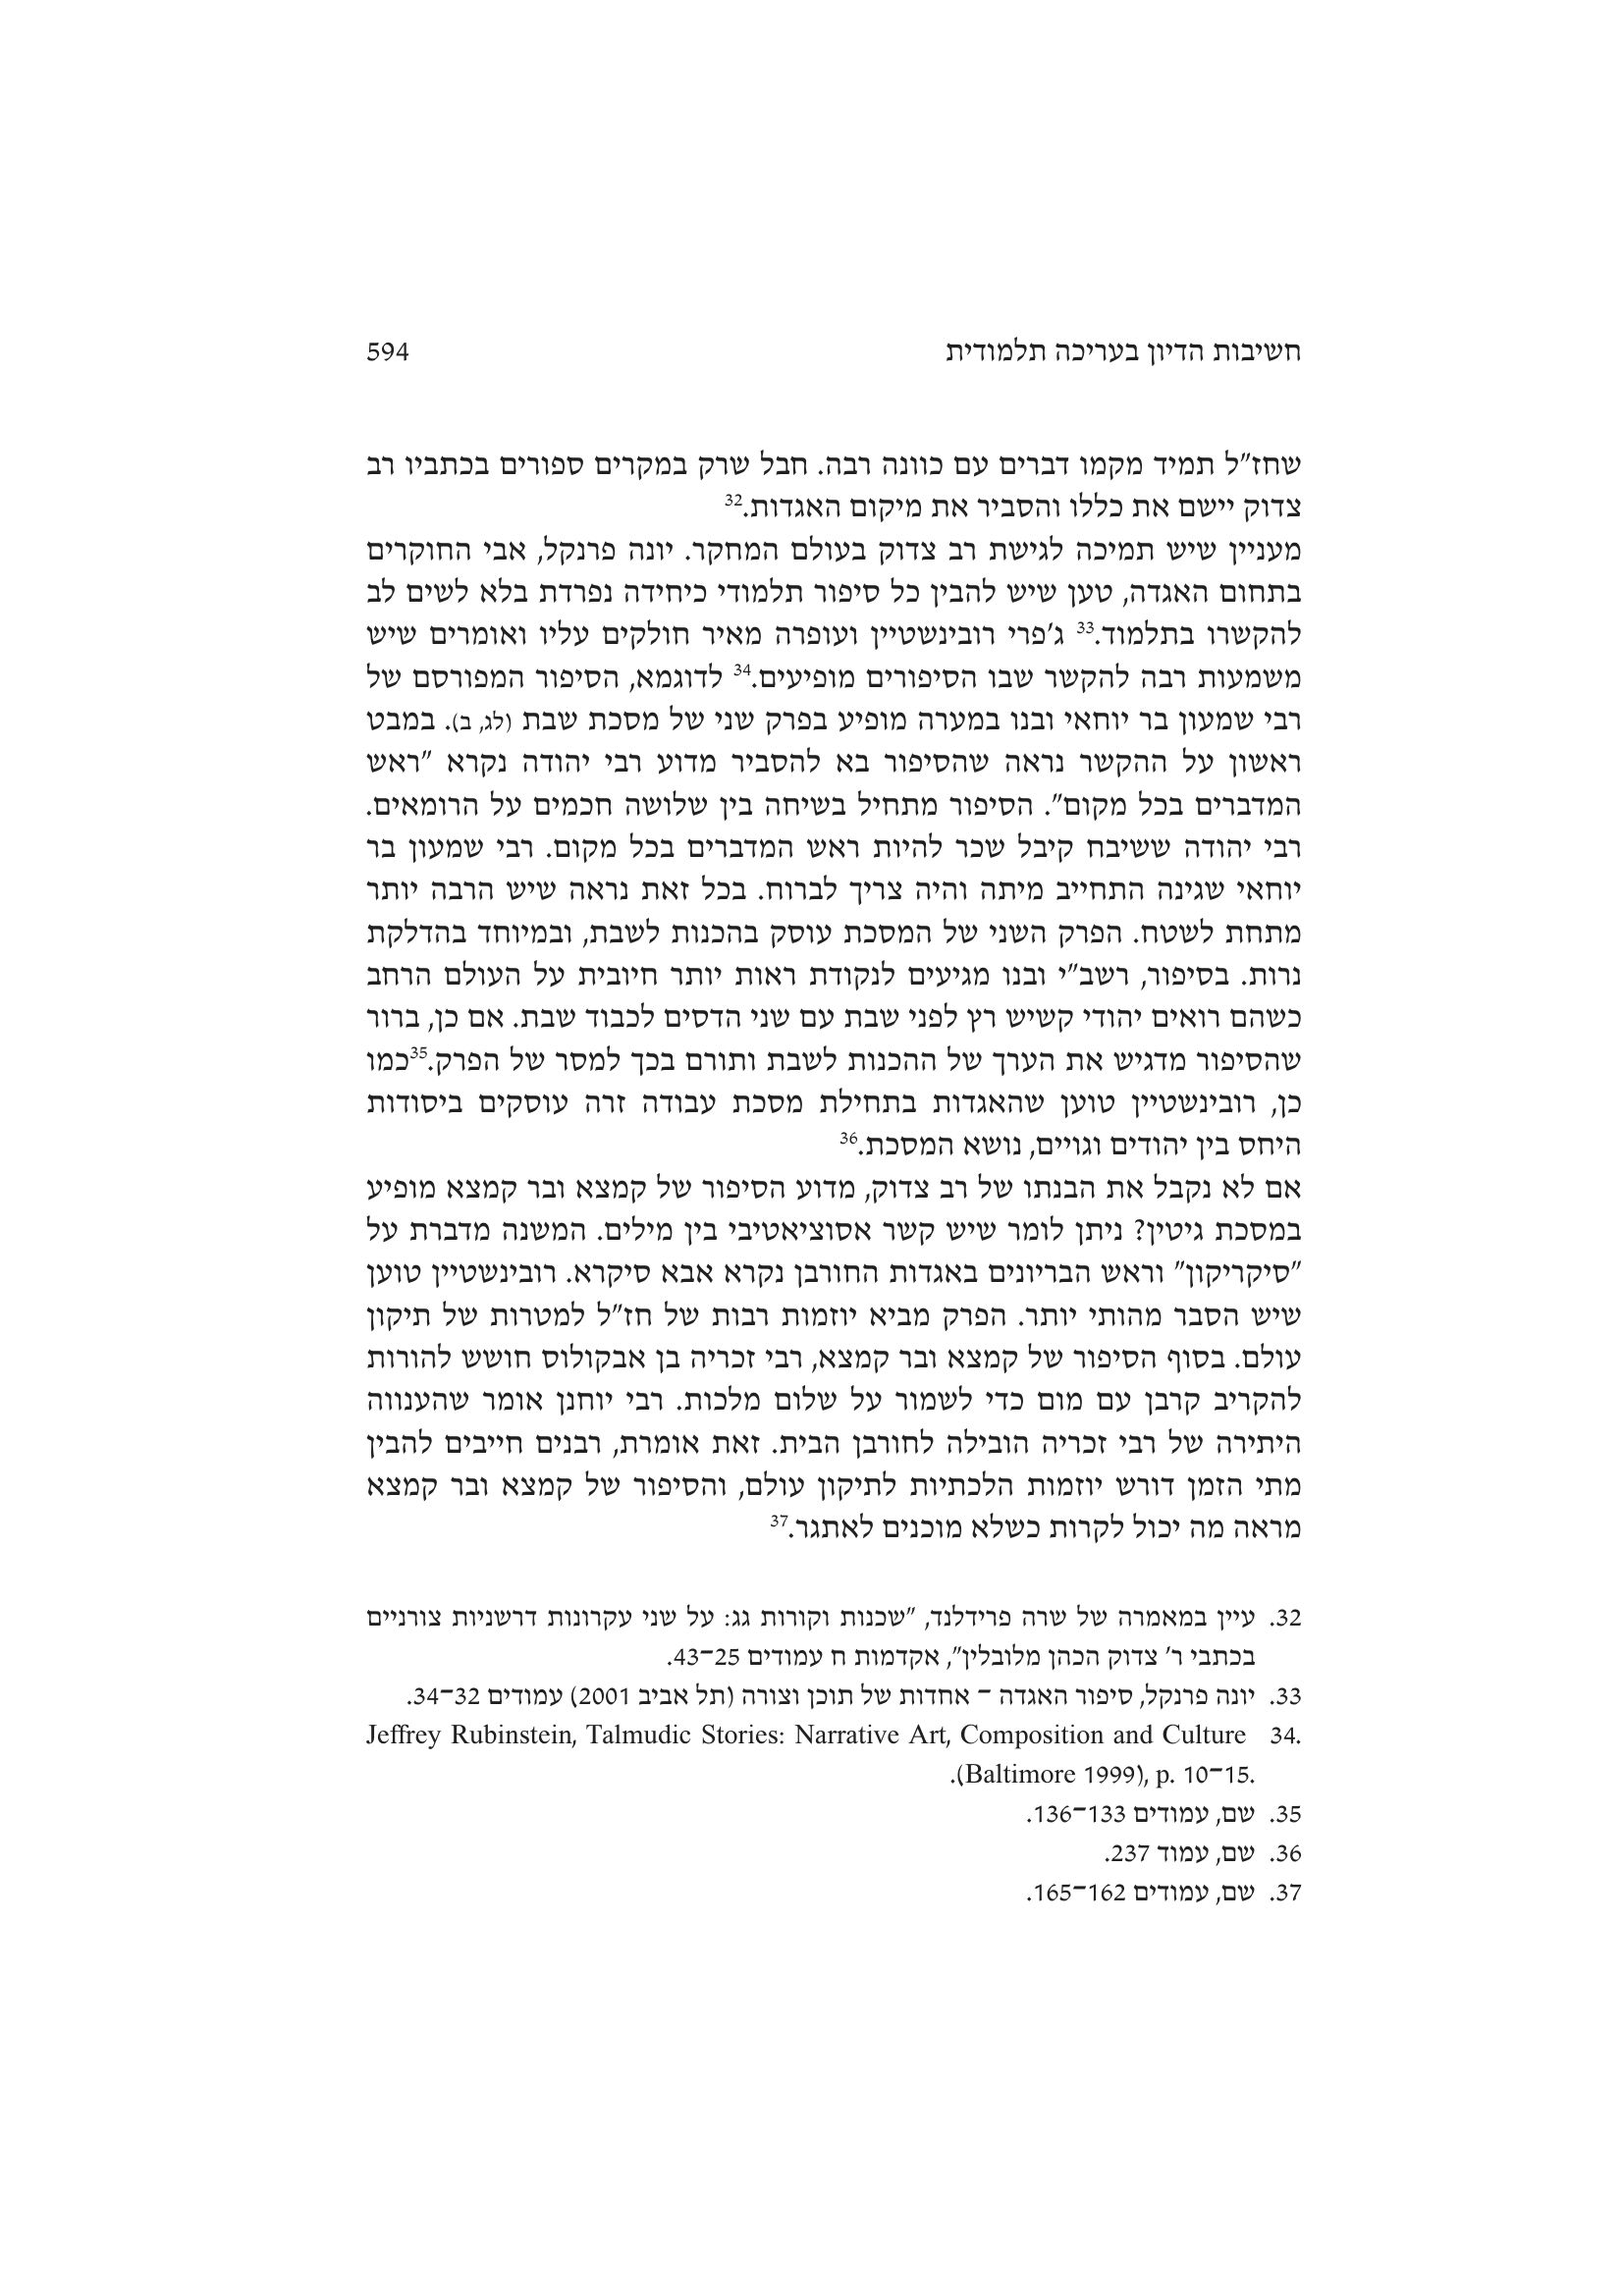 חשיבות הדיון בעריכה תלמודית 594
שחז"ל תמיד מקמו דברים עם כוונה רבה. חבל שרק במקרים ספורים בכתביו רב
צדוק יישם את כללו והסביר את מיקום האגדות.32
מעניין שיש תמיכה לגישת רב צדוק בעולם המחקר. יונה פרנקל, אבי החוקרים
בתחום האגדה, טען שיש להבין כל סיפור תלמודי כיחידה נפרדת בלא לשים לב
להקשרו בתלמוד.33 ג'פרי רובינשטיין ועופרה מאיר חולקים עליו ואומרים שיש
משמעות רבה להקשר שבו הסיפורים מופיעים.34 לדוגמא, הסיפור המפורסם של
רבי שמעון בר יוחאי ובנו במערה מופיע בפרק שני של מסכת שבת (לג, ב). במבט
ראשון על ההקשר נראה שהסיפור בא להסביר מדוע רבי יהודה נקרא "ראש
המדברים בכל מקום". הסיפור מתחיל בשיחה בין שלושה חכמים על הרומאים.
רבי יהודה ששיבח קיבל שכר להיות ראש המדברים בכל מקום. רבי שמעון בר
יוחאי שגינה התחייב מיתה והיה צריך לברוח. בכל זאת נראה שיש הרבה יותר
מתחת לשטח. הפרק השני של המסכת עוסק בהכנות לשבת, ובמיוחד בהדלקת
נרות. בסיפור, רשב"י ובנו מגיעים לנקודת ראות יותר חיובית על העולם הרחב
כשהם רואים יהודי קשיש רץ לפני שבת עם שני הדסים לכבוד שבת. אם כן, ברור
שהסיפור מדגיש את הערך של ההכנות לשבת ותורם בכך למסר של הפרק.35כמו
כן, רובינשטיין טוען שהאגדות בתחילת מסכת עבודה זרה עוסקים ביסודות
היחס בין יהודים וגויים, נושא המסכת.36
אם לא נקבל את הבנתו של רב צדוק, מדוע הסיפור של קמצא ובר קמצא מופיע
במסכת גיטין? ניתן לומר שיש קשר אסוציאטיבי בין מילים. המשנה מדברת על
"סיקריקון" וראש הבריונים באגדות החורבן נקרא אבא סיקרא. רובינשטיין טוען
שיש הסבר מהותי יותר. הפרק מביא יוזמות רבות של חז"ל למטרות של תיקון
עולם. בסוף הסיפור של קמצא ובר קמצא, רבי זכריה בן אבקולוס חושש להורות
להקריב קרבן עם מום כדי לשמור על שלום מלכות. רבי יוחנן אומר שהענווה
היתירה של רבי זכריה הובילה לחורבן הבית. זאת אומרת, רבנים חייבים להבין
מתי הזמן דורש יוזמות הלכתיות לתיקון עולם, והסיפור של קמצא ובר קמצא
מראה מה יכול לקרות כשלא מוכנים לאתגר.37
32. עיין במאמרה של שרה פרידלנד, "שכנות וקורות גג: על שני עקרונות דרשניות צורניים
בכתבי ר' צדוק הכהן מלובלין", אקדמות ח עמודים 25–43.
33. יונה פרנקל, סיפור האגדה – אחדות של תוכן וצורה (תל אביב 2001) עמודים 32–34.
Jeffrey Rubinstein, Talmudic Stories: Narrative Art, Composition and Culture 34.
.(Baltimore 1999), p. 10–15.
35. שם, עמודים 133–136.
36. שם, עמוד 237.
37. שם, עמודים 162–165.